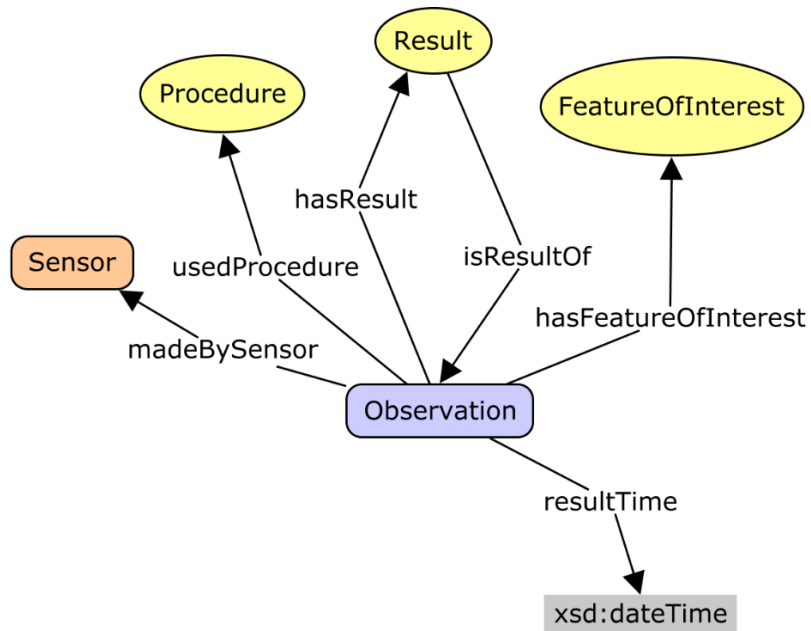 Result
Procedure
FeatureOfInterest
hasResult
Sensor
usedProcedure
isResultOf
hasFeatureOfInterest
madeBySensor
Observation
resultTime
xsd:dateTime